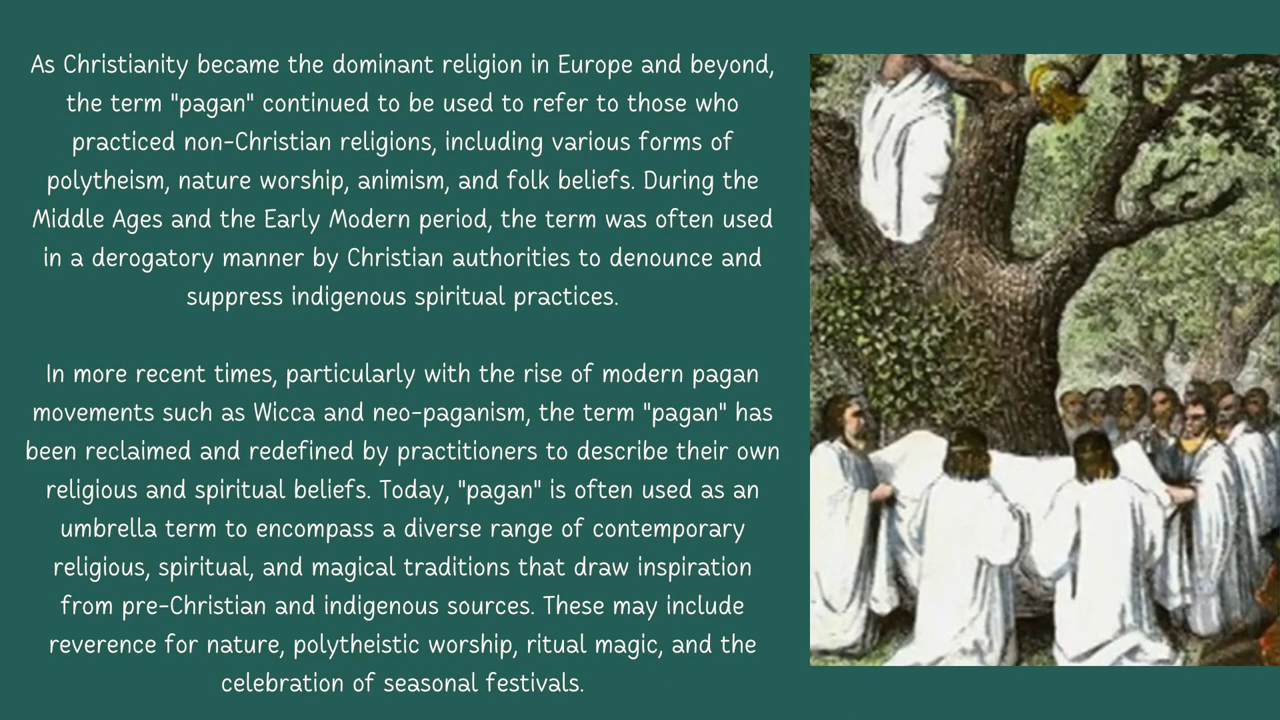 As Christianity became the dominant religion in Europe and beyond,
the term "pagan" continued to be used to refer to those who
practiced non-Christian religions, including various forms of
polytheism, nature worship, animism, and folk beliefs. During the
Middle Ages and the Early Modern period, the term was often used
in a derogatory manner by Christian authorities to denounce and
suppress indigenous spiritual practices.
In more recent times, particularly with the rise of modern pagan
movements such as Wicca and neo-paganism, the term "pagan" has
been reclaimed and redefined by practitioners to describe their own
religious and spiritual beliefs. Today, "pagan" is often used as an
umbrella term to encompass a diverse range of contemporary
religious, spiritual, and magical traditions that draw inspiration
from pre-Christian and indigenous sources. These may include
reverence for nature, polytheistic worship, ritual magic, and the
celebration of seasonal festivals.